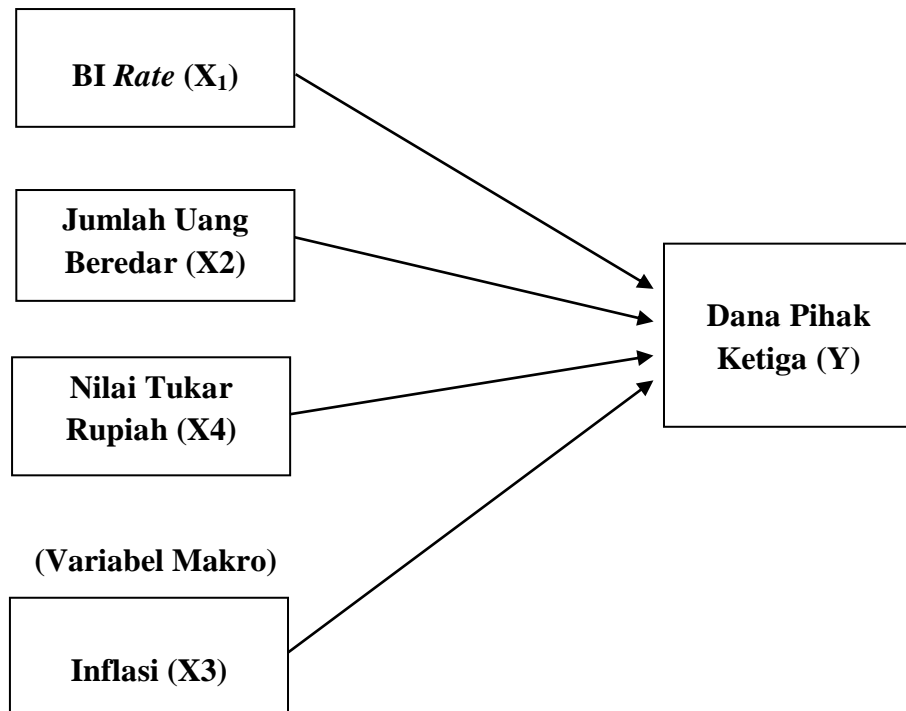 BI Rate (X₁)
Jumlah Uang
Beredar (X2)
Dana Pihak
Ketiga (Y)
Nilai Tukar
Rupiah (X4)
(Variabel Makro)
Inflasi (X3)